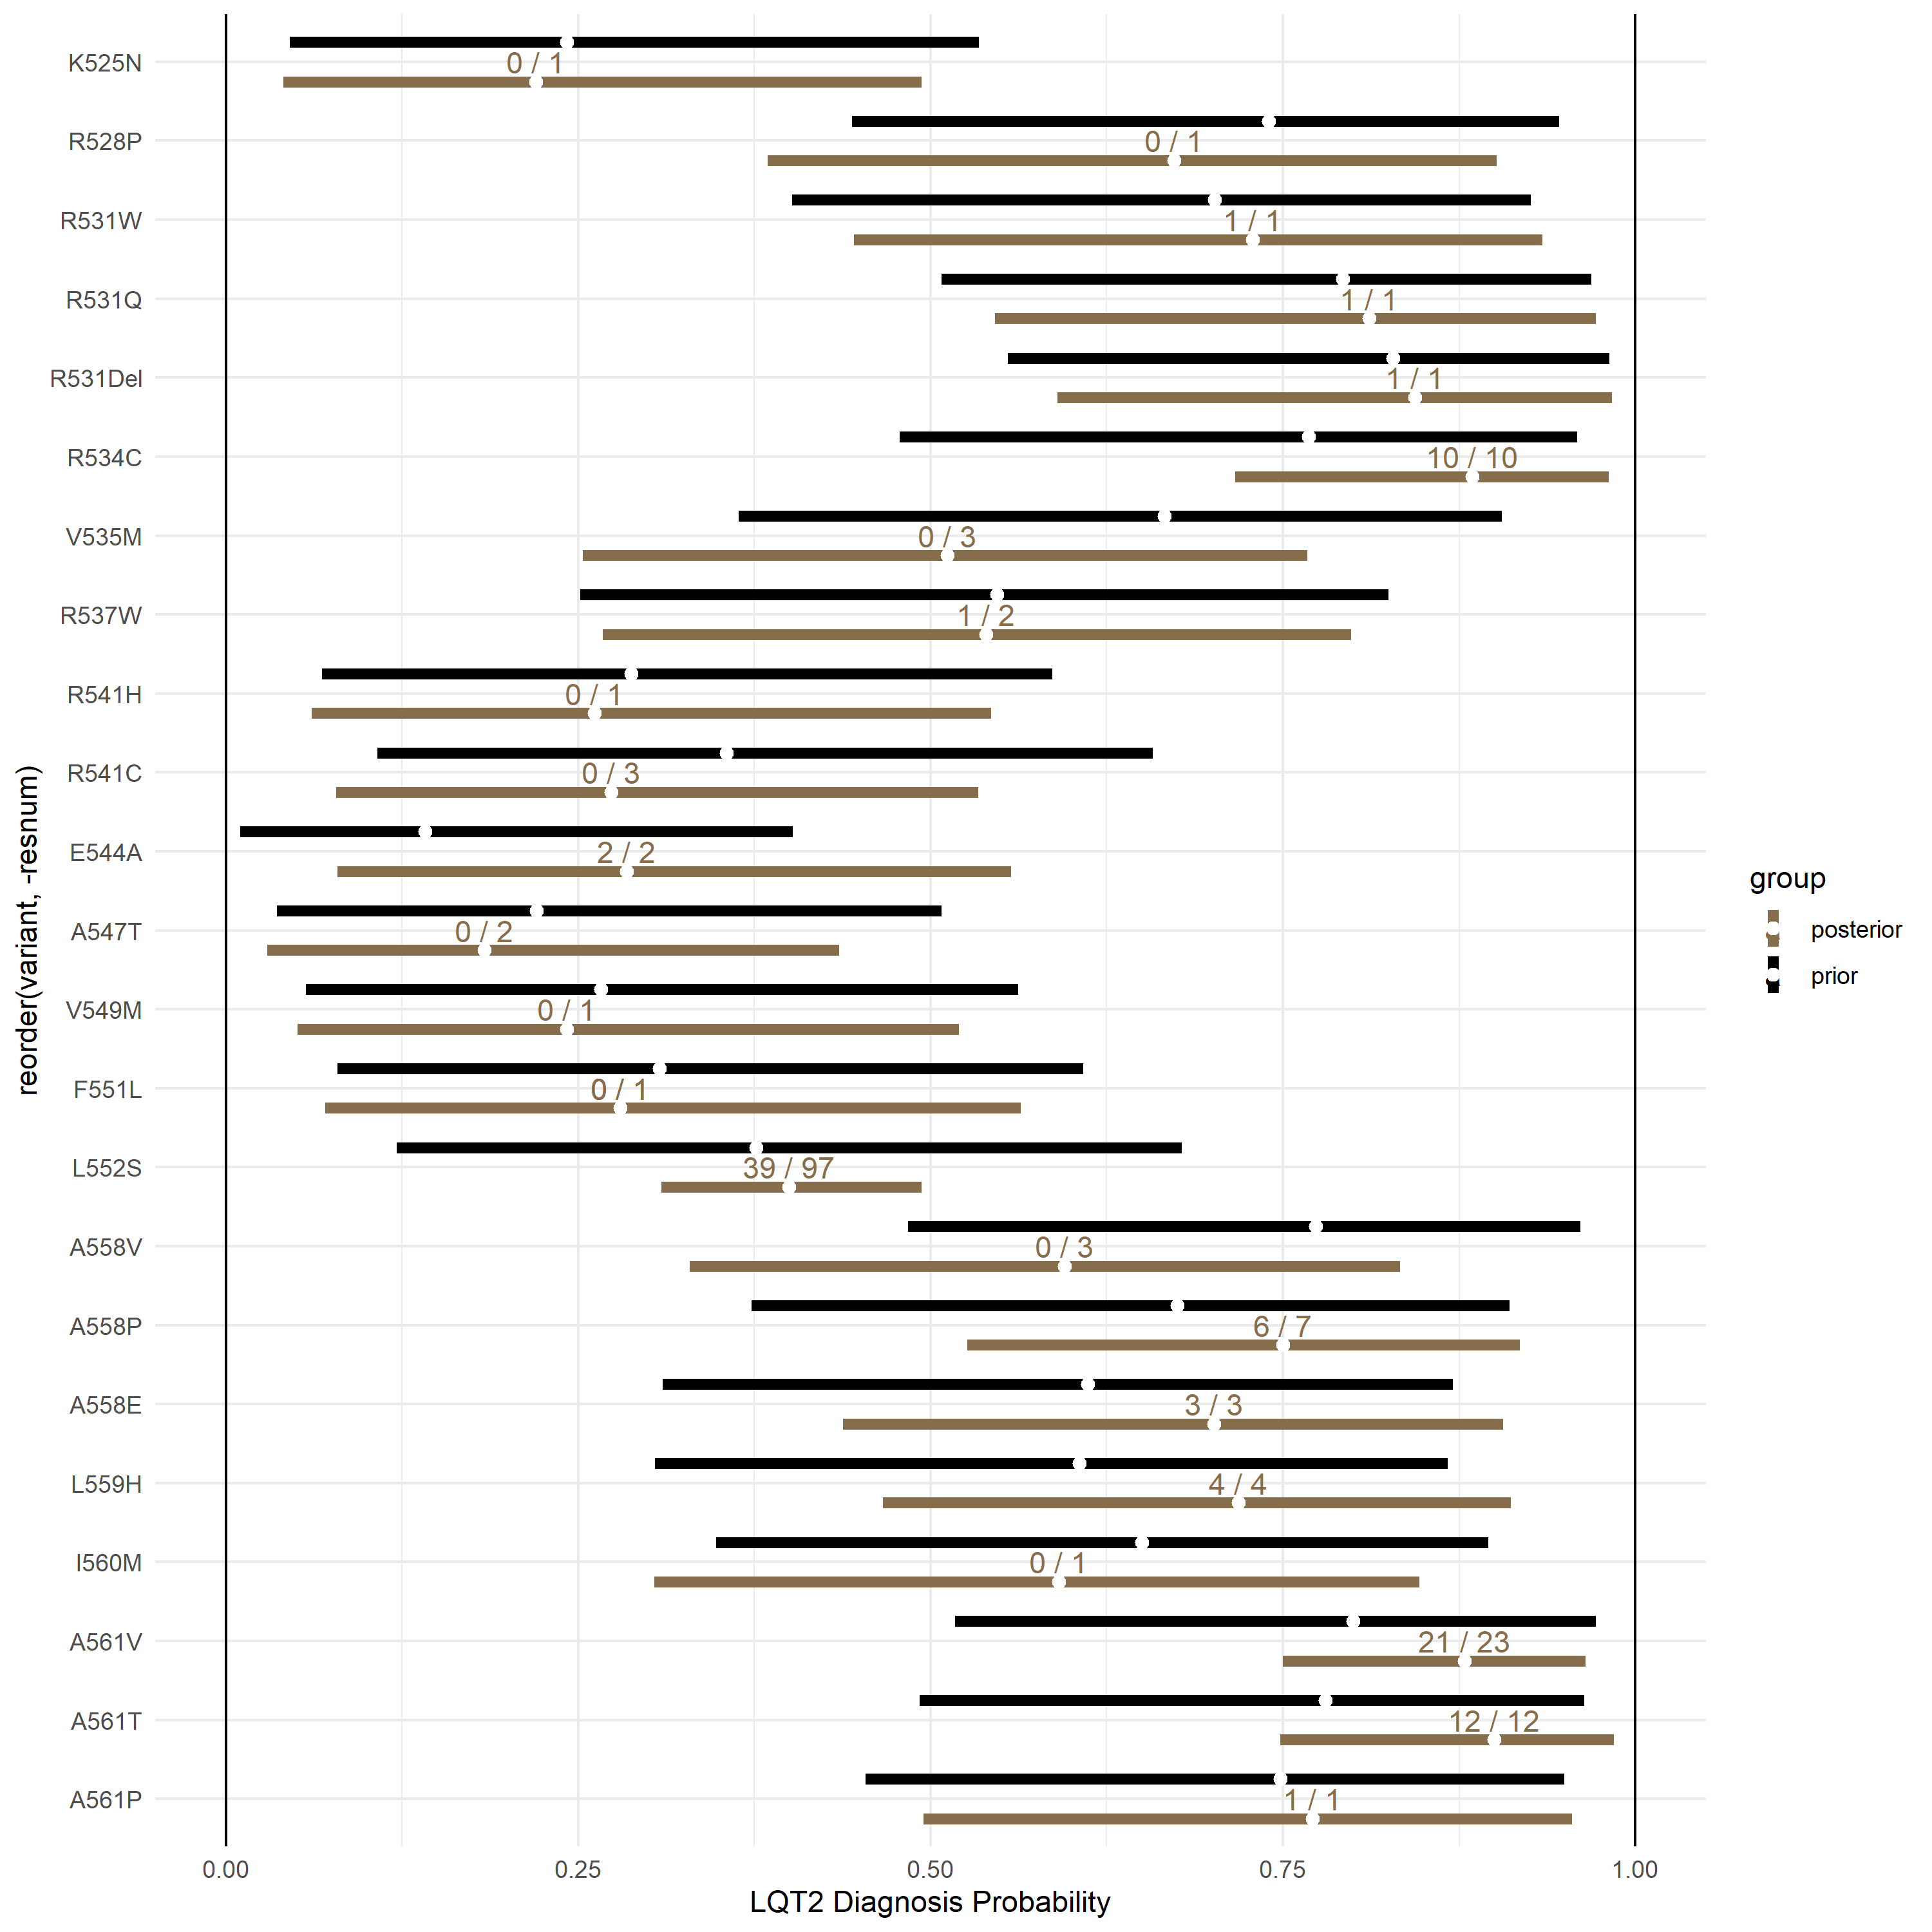 K525N
0 / 1
R528P
0 / 1
R531W
1 / 1
R531Q
1 / 1
R531Del
1 / 1
R534C
10 / 10
V535M
0 / 3
R537W
1 / 2
R541H
0 / 1
R541C
0 / 3
E544A
2 / 2
A547T
0 / 2
V549M
0 / 1
F551L
0 / 1
L552S
39 / 97
A558V
0 / 3
A558P
6 / 7
A558E
3 / 3
L559H
4 / 4
I560M
0 / 1
A561V
21 / 23
A561T
12 / 12
A561P
1 / 1
reorder(variant, -resnum)
0.00 0.25 0.50 0.75 1.00
LQT2 Diagnosis Probability
group
posterior
prior